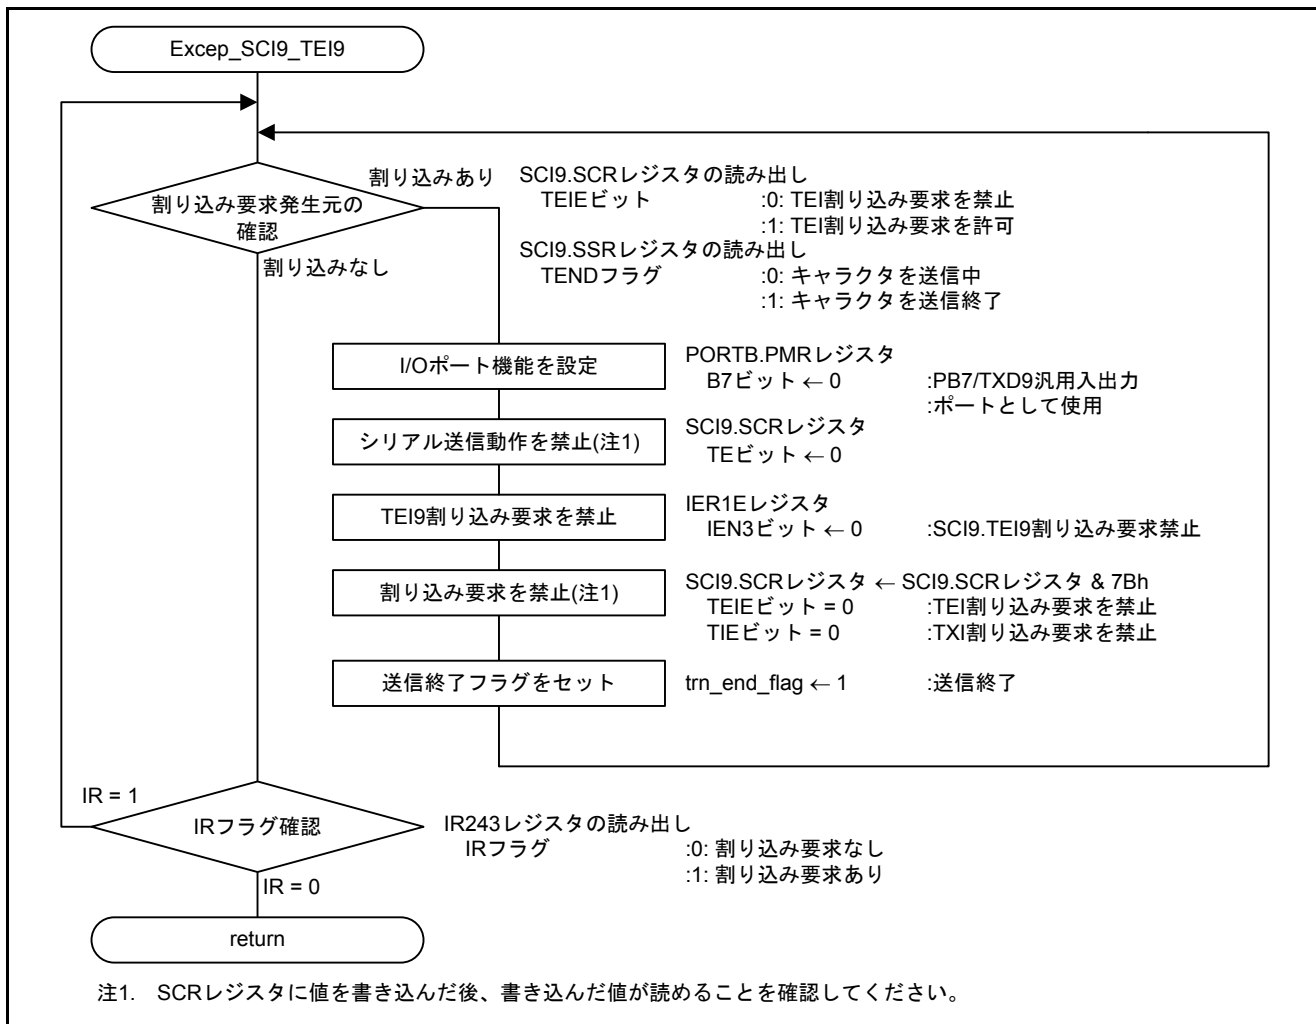 Excep_SCI9_TEI9
割り込み要求発生元の
確認
割り込みあり
割り込みなし
SCI9.SCRレジスタの読み出し
TEIEビット :0: TEI割り込み要求を禁止
:1: TEI割り込み要求を許可
SCI9.SSRレジスタの読み出し
TENDフラグ :0: キャラクタを送信中
:1: キャラクタを送信終了
I/Oポート機能を設定
PORTB.PMRレジスタ
B7ビット ← 0 :PB7/TXD9汎用入出力
:ポートとして使用
シリアル送信動作を禁止(注1)
SCI9.SCRレジスタ
TEビット ← 0
TEI9割り込み要求を禁止
IER1Eレジスタ
IEN3ビット ← 0 :SCI9.TEI9割り込み要求禁止
割り込み要求を禁止(注1)
SCI9.SCRレジスタ ← SCI9.SCRレジスタ & 7Bh
TEIEビット = 0 :TEI割り込み要求を禁止
TIEビット = 0 :TXI割り込み要求を禁止
送信終了フラグをセット
trn_end_flag ← 1 :送信終了
IR = 1
IRフラグ確認
IR243レジスタの読み出し
IRフラグ :0: 割り込み要求なし
:1: 割り込み要求あり
IR = 0
return
注1. SCRレジスタに値を書き込んだ後、書き込んだ値が読めることを確認してください。